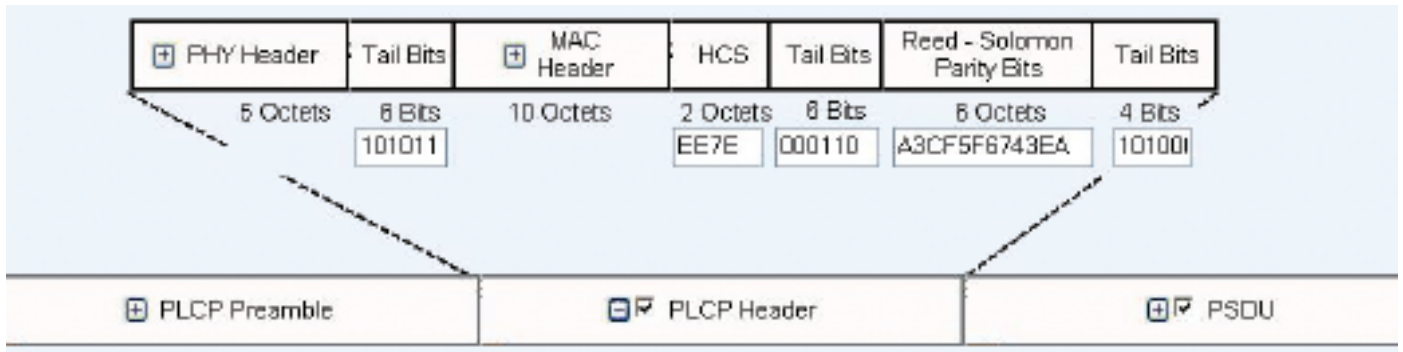 PHY Header
Tail Bits
MAC
Header
HCS
Tail Bits
Reed - Solomon
Parity Bits
Tail Bits
5 Octets
6 Bits
10 Octets
2 Octets
6 Bits
6 Octets
4 Bits
101011
EE7E
000110
A3CF5F6743EA
PLCP Preamble
PLCP Header
PSDU